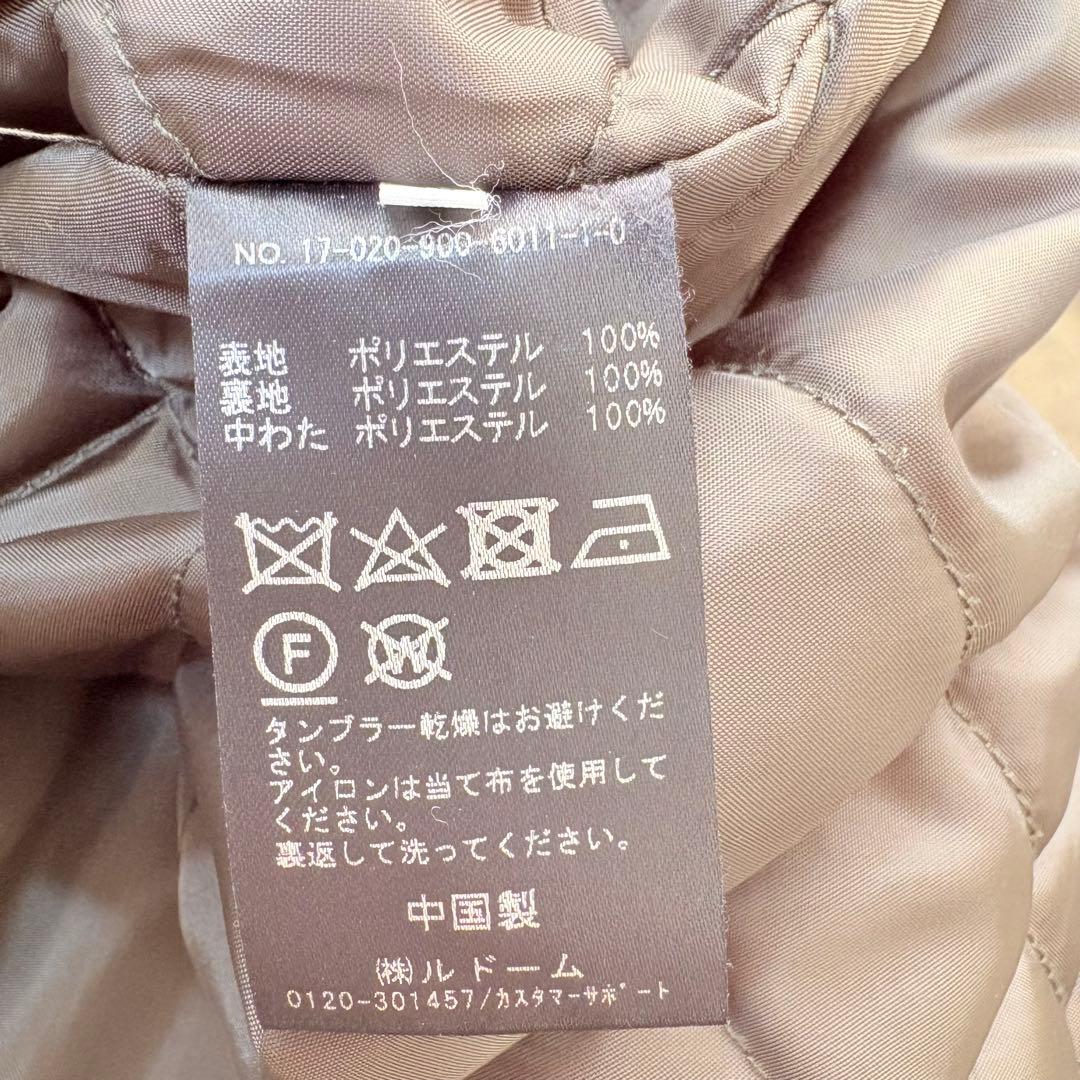 NO. 17-020-900-6011-1-0
表地 ポリエステル 100%
裏地 ポリエステル 100%
中わた ポリエステル 100%
F W
タンブラー乾燥はお避けくだ
さい。
アイロンは当て布を使用して
ください。
裏返して洗ってください。
中国製
㈱ルドーム
0120-301457/カスタマーサポート